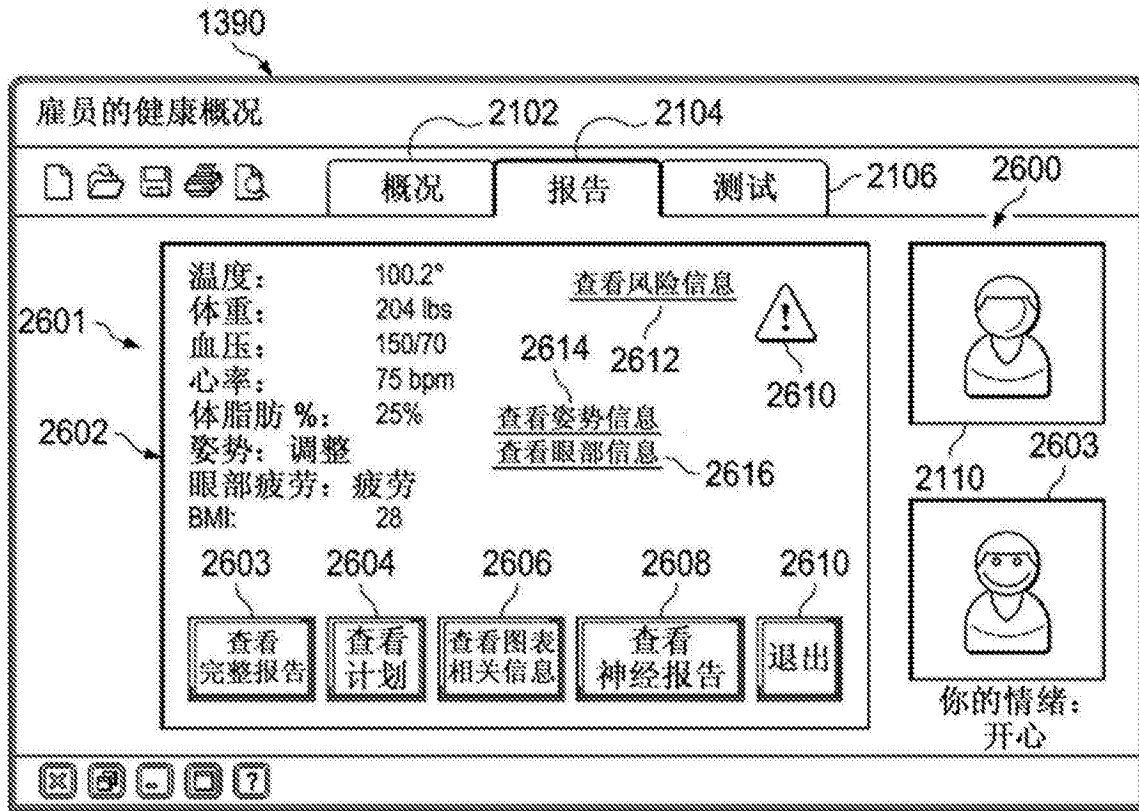 1390
雇员的健康概况
2102
2104
概况
报告
测试
2106
2600
温度： 100.2°
体重： 204 lbs
血压： 150/70
心率： 75 bpm
体脂肪 %： 25%
姿势：调整
眼部疲劳：疲劳
BMI: 28
查看风险信息
2612
2610
2614
查看姿势信息
查看眼部信息
2616
2601
2602
2110
2603
2603
2604
2606
2608
2610
查看
完整报告
查看
计划
查看图表
相关信息
查看
神经报告
退出
你的情绪：
开心